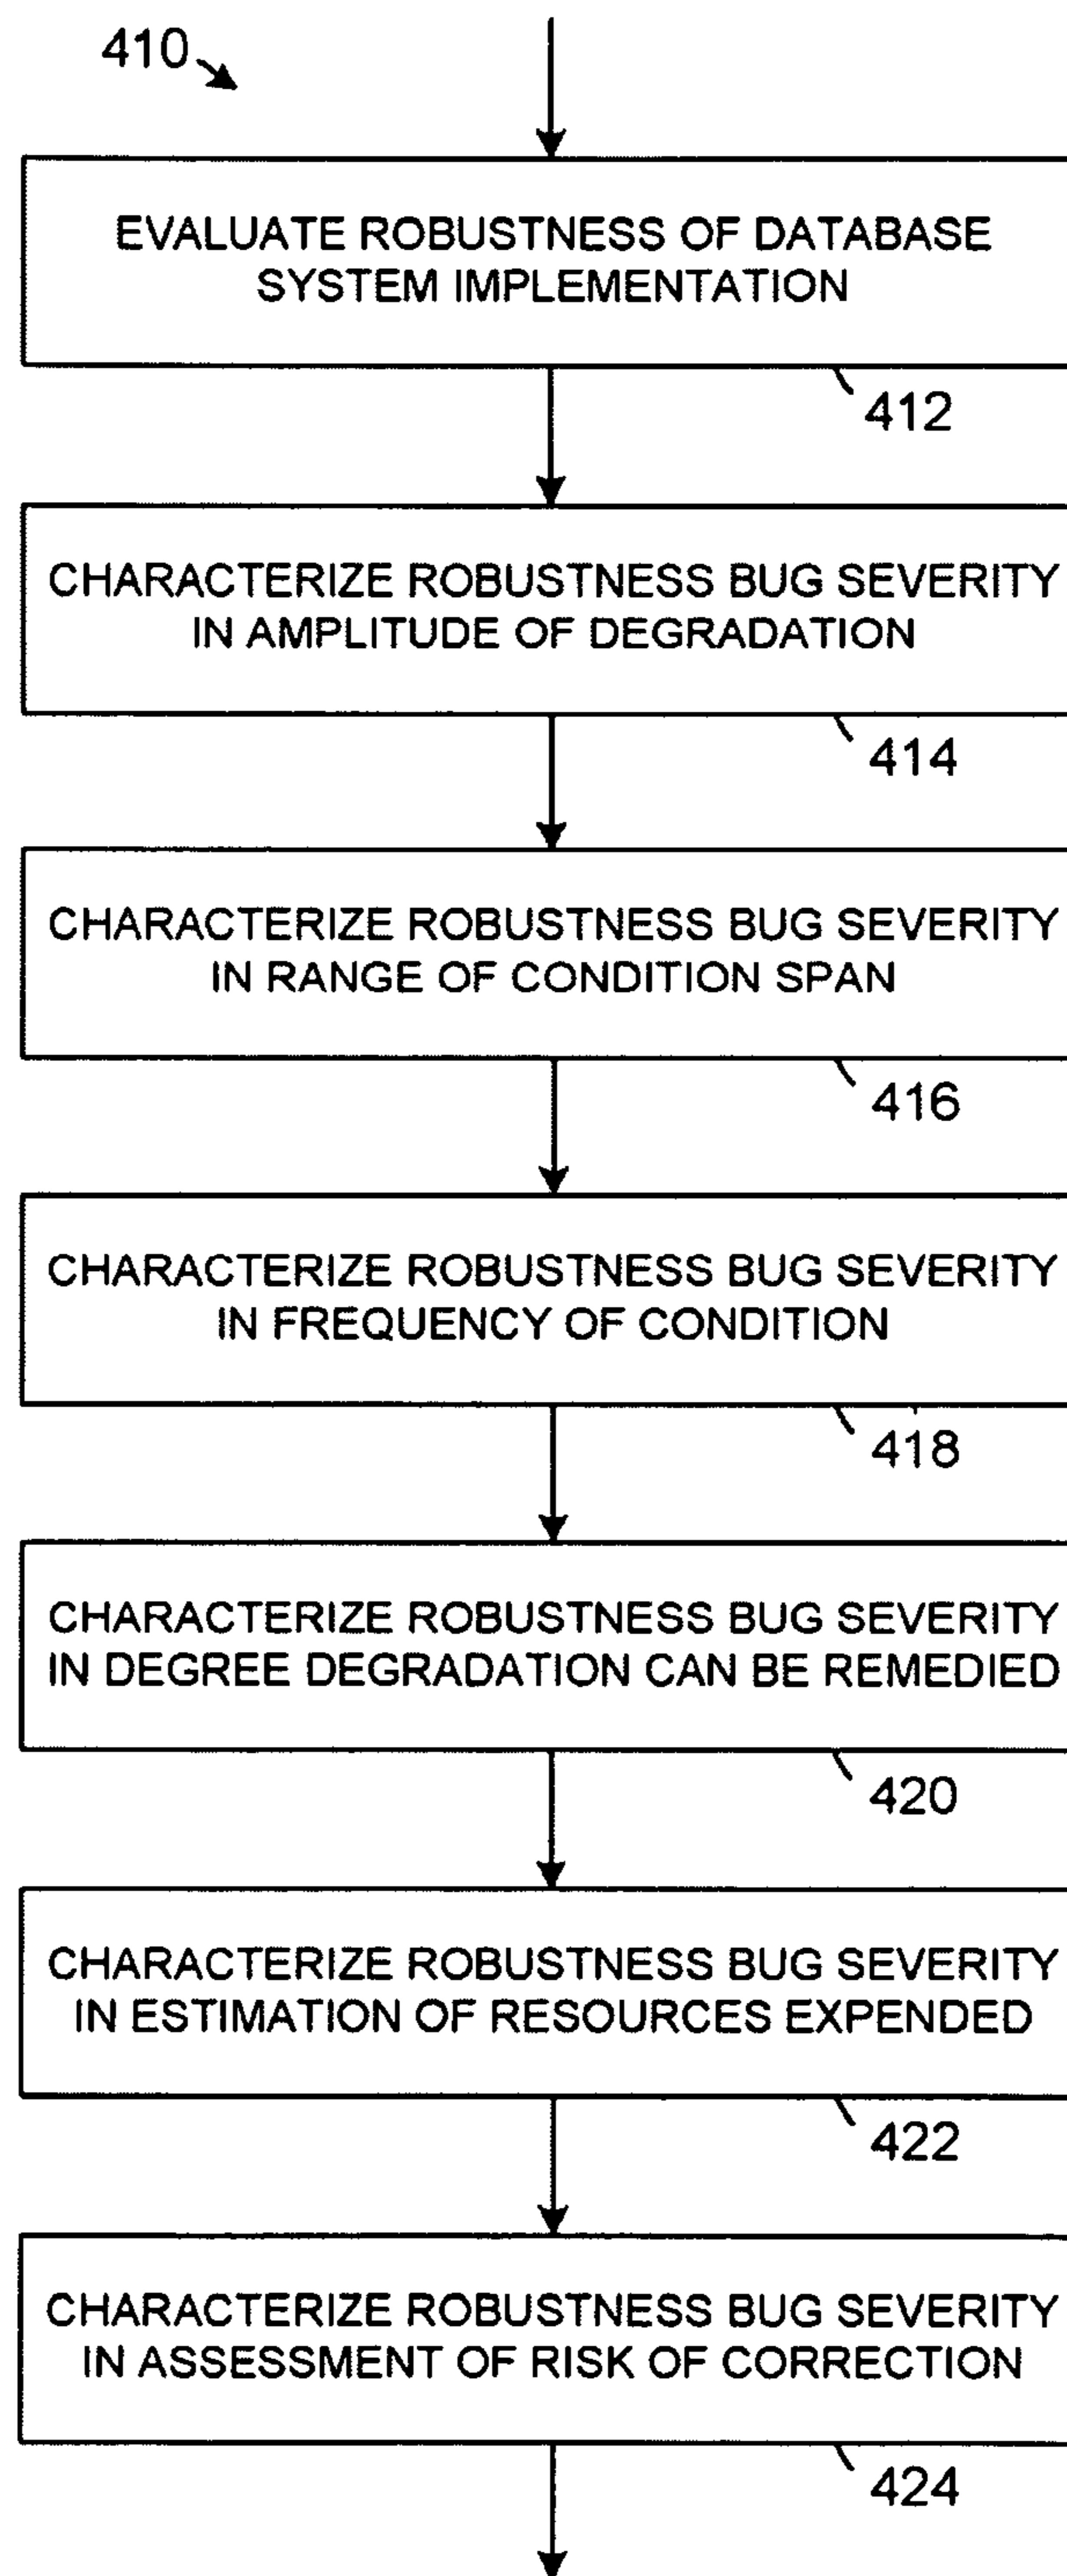 410
EVALUATE ROBUSTNESS OF DATABASE
SYSTEM IMPLEMENTATION
412
CHARACTERIZE ROBUSTNESS BUG SEVERITY
IN AMPLITUDE OF DEGRADATION
414
CHARACTERIZE ROBUSTNESS BUG SEVERITY
IN RANGE OF CONDITION SPAN
416
CHARACTERIZE ROBUSTNESS BUG SEVERITY
IN FREQUENCY OF CONDITION
418
CHARACTERIZE ROBUSTNESS BUG SEVERITY
IN DEGREE DEGRADATION CAN BE REMEDIED
420
CHARACTERIZE ROBUSTNESS BUG SEVERITY
IN ESTIMATION OF RESOURCES EXPENDED
422
CHARACTERIZE ROBUSTNESS BUG SEVERITY
IN ASSESSMENT OF RISK OF CORRECTION
424